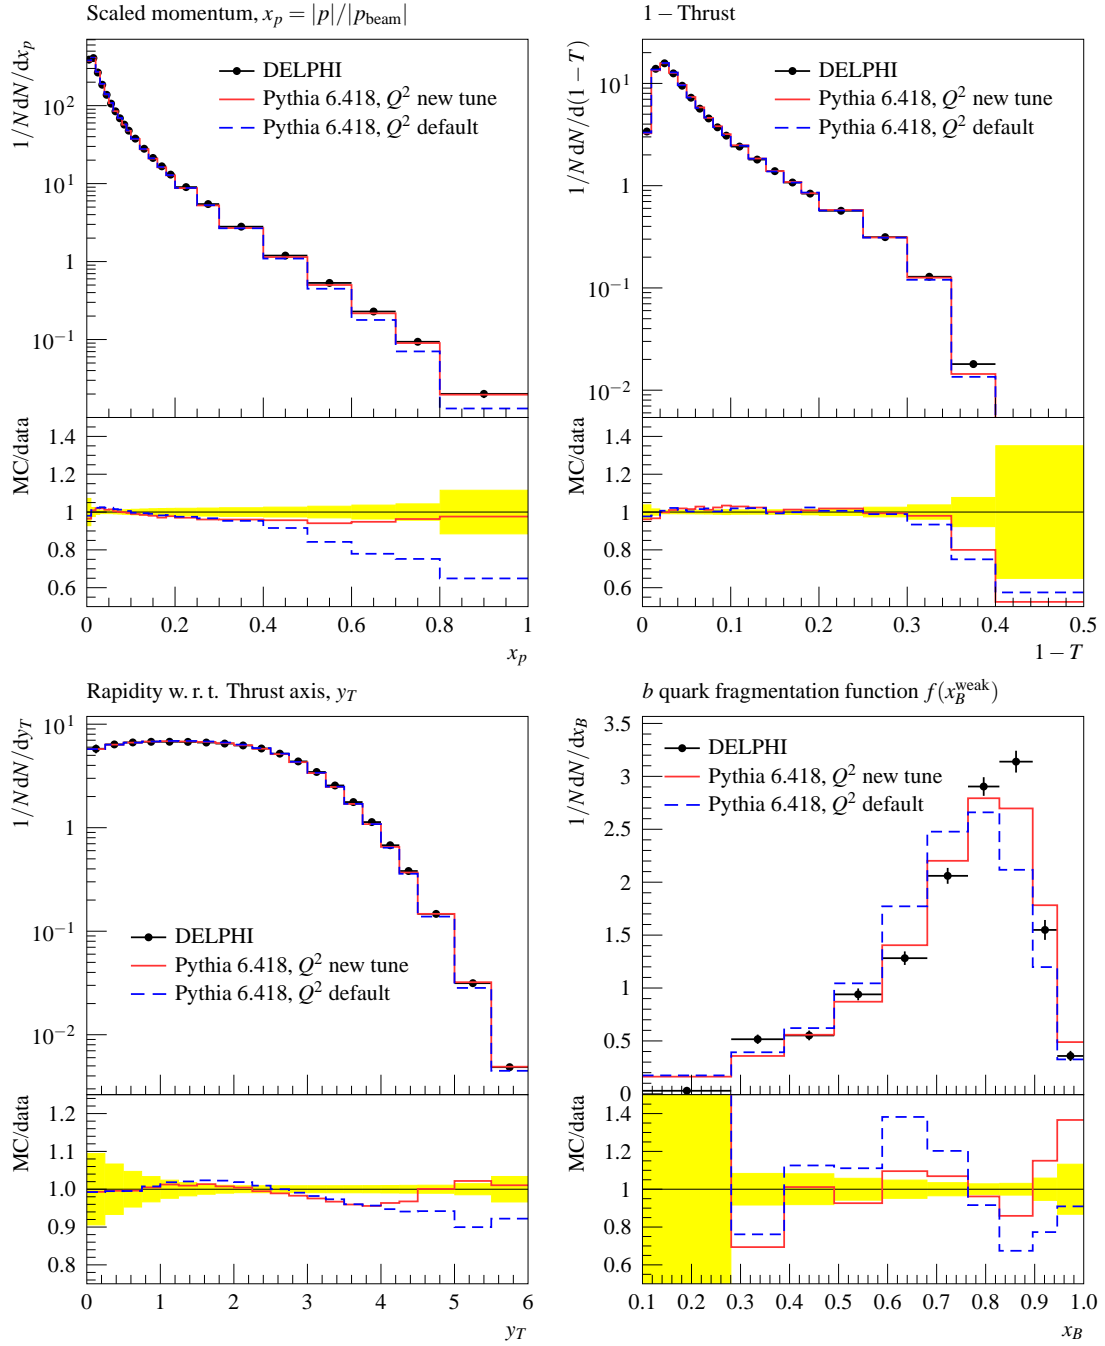 Scaled momentum, x_p = |p|/|p_beam|
1/N dN/dx_p
10^2
10^1
1
10^−1
DELPHI
Pythia 6.418, Q^2 new tune
Pythia 6.418, Q^2 default
MC/data
1.4
1.2
1
0.8
0.6
0 0.2 0.4 0.6 0.8 1
x_p
1 − Thrust
1/N dN/d(1 − T)
10^1
1
10^−1
10^−2
DELPHI
Pythia 6.418, Q^2 new tune
Pythia 6.418, Q^2 default
MC/data
1.4
1.2
1
0.8
0.6
0 0.1 0.2 0.3 0.4 0.5
1 − T
Rapidity w. r. t. Thrust axis, y_T
1/N dN/dy_T
10^1
1
10^−1
10^−2
DELPHI
Pythia 6.418, Q^2 new tune
Pythia 6.418, Q^2 default
MC/data
1.2
1.1
1.0
0.9
0.8
0 1 2 3 4 5 6
y_T
b quark fragmentation function f(x_B^weak)
1/N dN/dx_B
3.5
3
2.5
2
1.5
1
0.5
0
DELPHI
Pythia 6.418, Q^2 new tune
Pythia 6.418, Q^2 default
MC/data
1.4
1.2
1
0.8
0.6
0.1 0.2 0.3 0.4 0.5 0.6 0.7 0.8 0.9 1.0
x_B